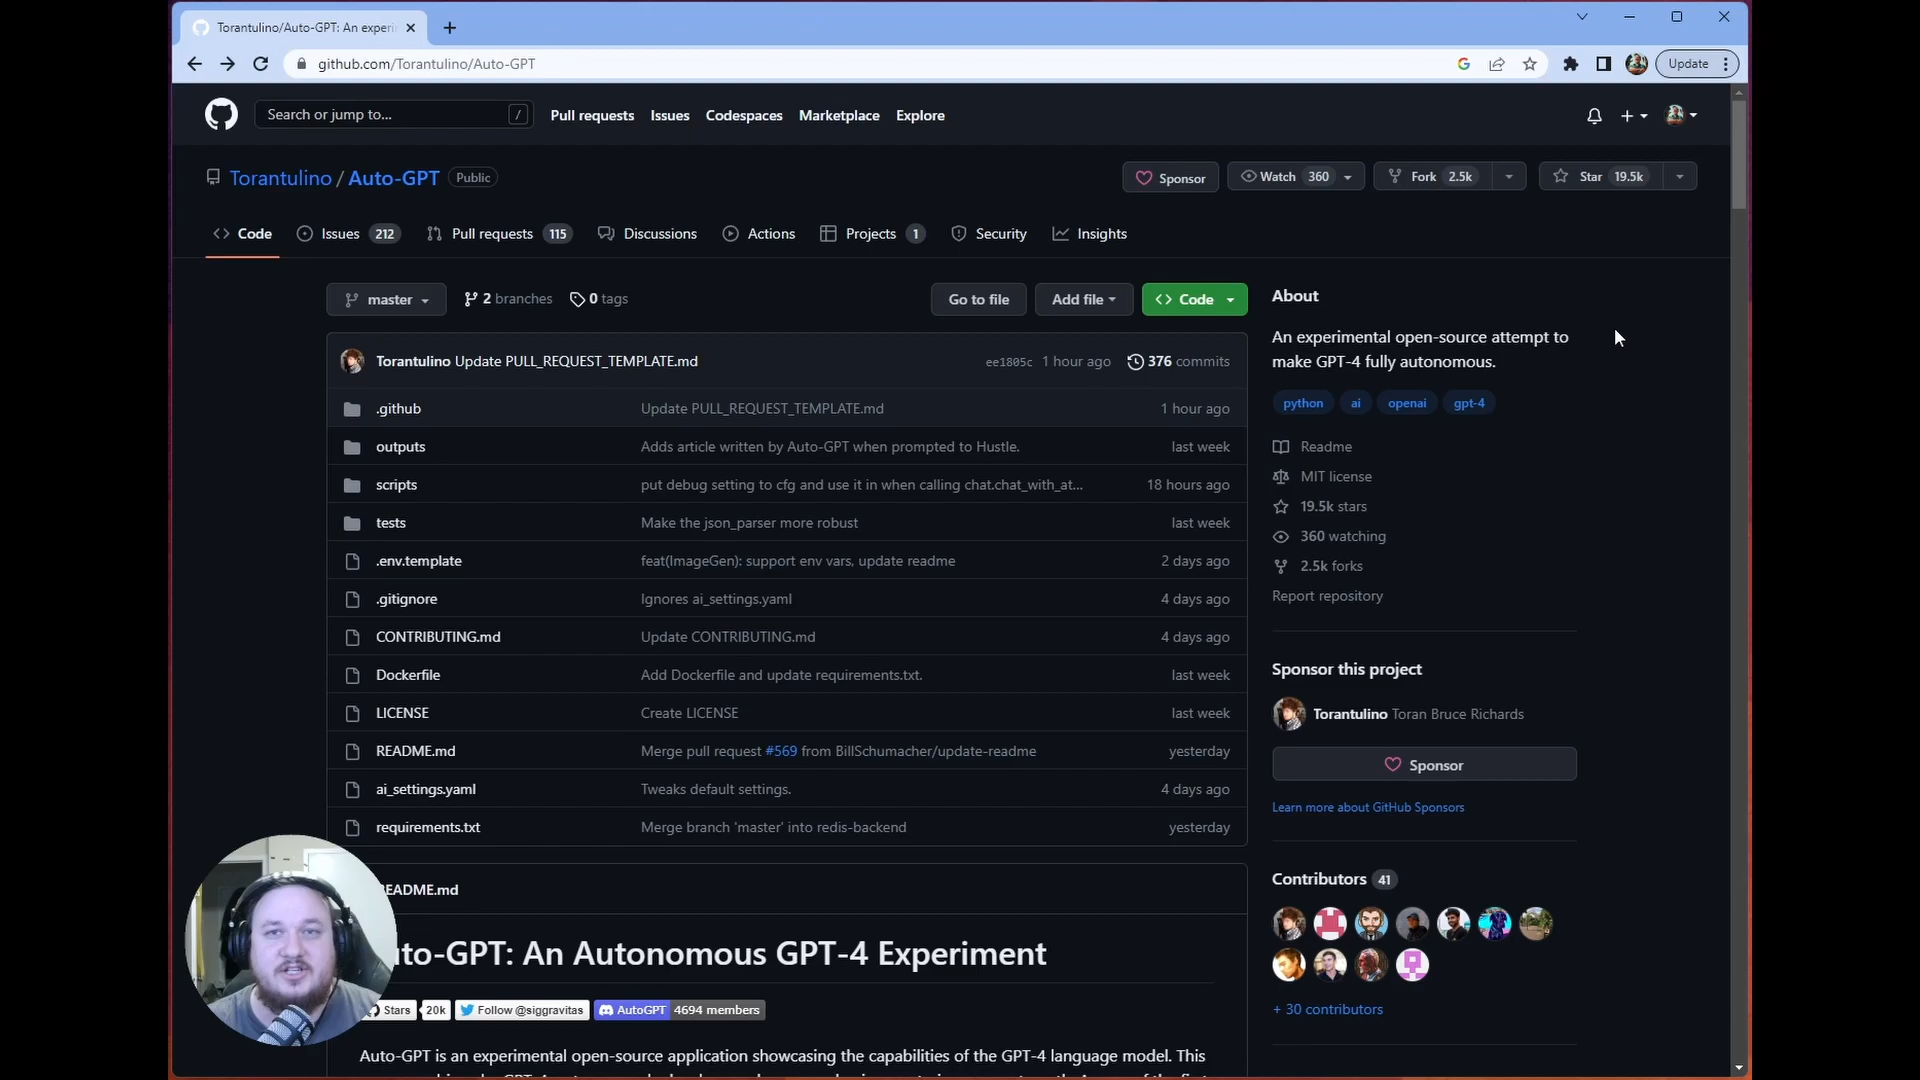 Torantulino/Auto-GPT: An experi
github.com/Torantulino/Auto-GPT
Update
Search or jump to...
/
Pull requests
Issues
Codespaces
Marketplace
Explore
Torantulino / Auto-GPT
Public
Sponsor
Watch 360
Fork 2.5k
Star 19.5k
Code
Issues 212
Pull requests 115
Discussions
Actions
Projects 1
Security
Insights
master
2 branches
0 tags
Go to file
Add file
Code
Torantulino Update PULL_REQUEST_TEMPLATE.md ee1805c 1 hour ago 376 commits
.github Update PULL_REQUEST_TEMPLATE.md 1 hour ago
outputs Adds article written by Auto-GPT when prompted to Hustle. last week
scripts put debug setting to cfg and use it in when calling chat.chat_with_at... 18 hours ago
tests Make the json_parser more robust last week
.env.template feat(ImageGen): support env vars, update readme 2 days ago
.gitignore Ignores ai_settings.yaml 4 days ago
CONTRIBUTING.md Update CONTRIBUTING.md 4 days ago
Dockerfile Add Dockerfile and update requirements.txt. last week
LICENSE Create LICENSE last week
README.md Merge pull request #569 from BillSchumacher/update-readme yesterday
ai_settings.yaml Tweaks default settings. 4 days ago
requirements.txt Merge branch 'master' into redis-backend yesterday
EADME.md
uto-GPT: An Autonomous GPT-4 Experiment
Stars 20k
Follow @siggravitas
AutoGPT 4694 members
Auto-GPT is an experimental open-source application showcasing the capabilities of the GPT-4 language model. This
About
An experimental open-source attempt to
make GPT-4 fully autonomous.
python ai openai gpt-4
Readme
MIT license
19.5k stars
360 watching
2.5k forks
Report repository
Sponsor this project
Torantulino Toran Bruce Richards
Sponsor
Learn more about GitHub Sponsors
Contributors 41
+ 30 contributors